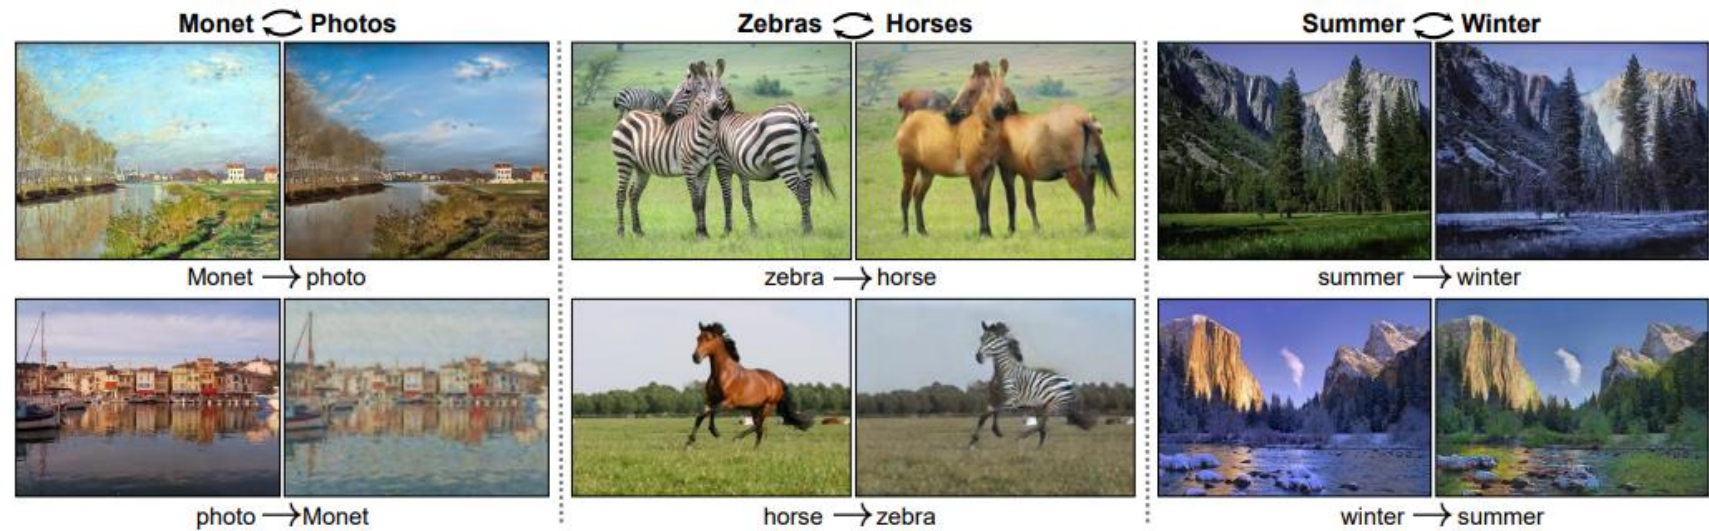 Monet Photos
Zebras Horses
Summer Winter
Monet → photo
zebra → horse
summer → winter
photo → Monet
horse → zebra
winter → summer